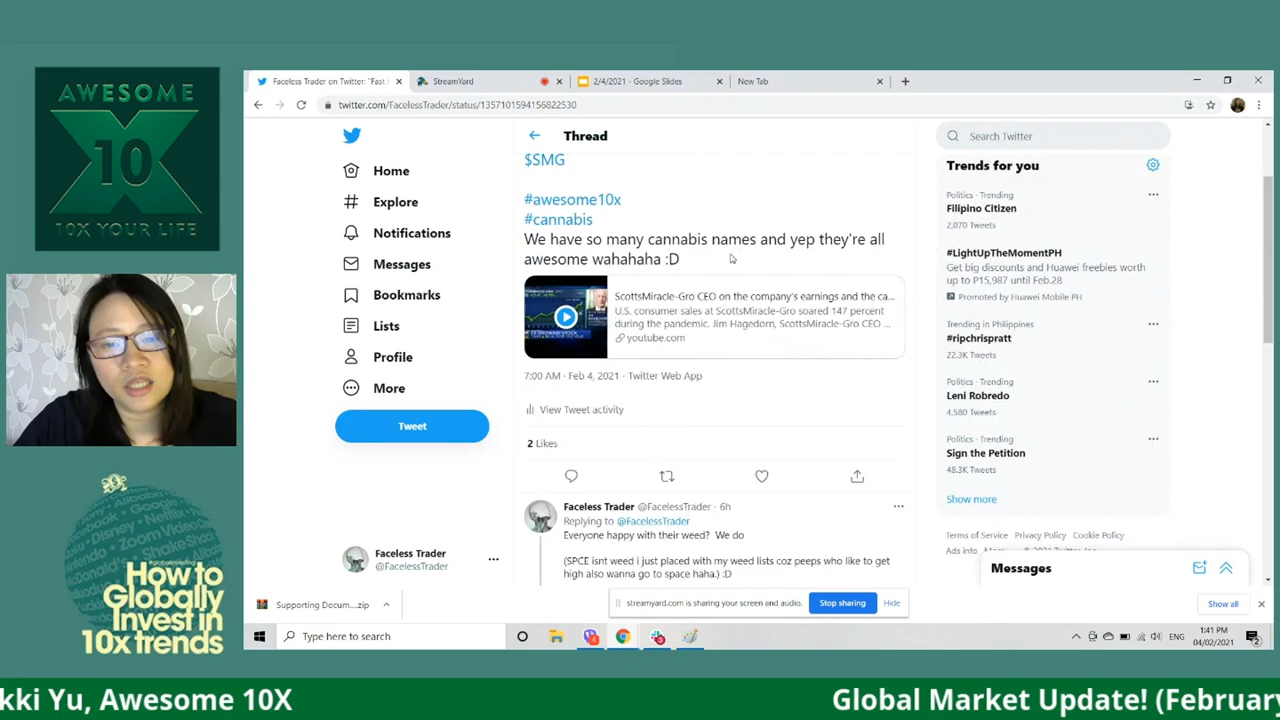 AWESOME
X
10
10X YOUR LIFE
How to
Globally
Invest in
10x trends
Faceless Trader on Twitter: "Fast
StreamYard
2/4/2021 - Google Slides
New Tab
twitter.com/FacelessTrader/status/1357101594156822530
Home
Explore
Notifications
Messages
Bookmarks
Lists
Profile
More
Tweet
Faceless Trader
@FacelessTrader
Thread
$SMG
#awesome10x
#cannabis
We have so many cannabis names and yep they're all
awesome wahahaha :D
ScottsMiracle-Gro CEO on the company's earnings and the ca...
U.S. consumer sales at ScottsMiracle-Gro soared 147 percent
during the pandemic. Jim Hagedorn, ScottsMiracle-Gro CEO ...
youtube.com
7:00 AM · Feb 4, 2021 · Twitter Web App
View Tweet activity
2 Likes
Faceless Trader @FacelessTrader · 6h
Replying to @FacelessTrader
Everyone happy with their weed? We do
(SPCE isnt weed i just placed with my weed lists coz peeps who like to get
high also wanna go to space haha.) :D
Search Twitter
Trends for you
Politics · Trending
Filipino Citizen
2,070 Tweets
#LightUpTheMomentPH
Get big discounts and Huawei freebies worth
up to P15,987 until Feb.28
Promoted by Huawei Mobile PH
Trending in Philippines
#ripchrispratt
22.3K Tweets
Politics · Trending
Leni Robredo
4,580 Tweets
Politics · Trending
Sign the Petition
48.3K Tweets
Show more
Terms of Service Privacy Policy Cookie Policy
Ads info
Messages
Supporting Docum....zip
streamyard.com is sharing your screen and audio.
Stop sharing
Hide
Show all
Type here to search
ENG
1:41 PM
04/02/2021
kki Yu, Awesome 10X
Global Market Update! (February